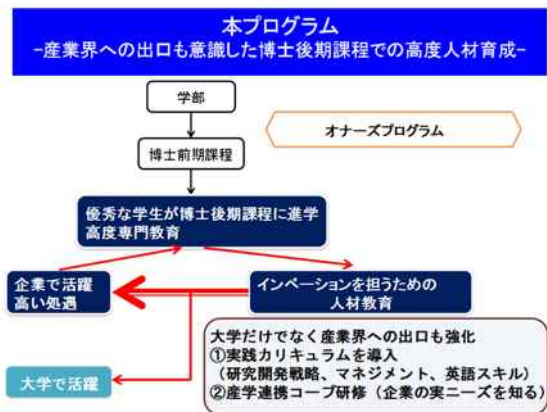 本プログラム
-産業界への出口も意識した博士後期課程での高度人材育成-
学部
オナーズプログラム
博士前期課程
優秀な学生が博士後期課程に進学
高度専門教育
企業で活躍
高い処遇
インベーションを担うための
人材教育
大学だけでなく産業界への出口も強化
①実践カリキュラムを導入
(研究開発戦略、マネジメント、英語スキル)
②産学連携コープ研修(企業の実ニーズを知る)
大学で活躍